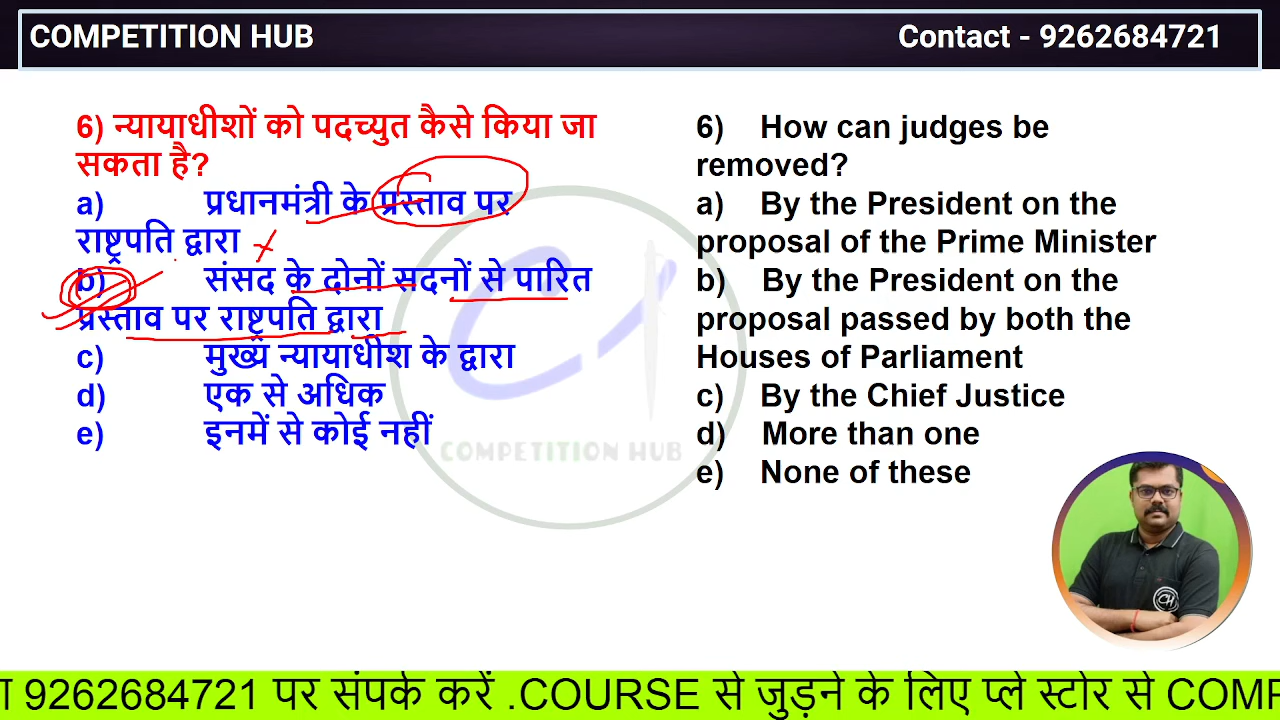 COMPETITION HUB
Contact - 9262684721
6) न्यायाधीशों को पदच्युत कैसे किया जा
सकता है?
a) प्रधानमंत्री के प्रस्ताव पर
राष्ट्रपति द्वारा
b) संसद के दोनों सदनों से पारित
प्रस्ताव पर राष्ट्रपति द्वारा
c) मुख्य न्यायाधीश के द्वारा
d) एक से अधिक
e) इनमें से कोई नहीं
6) How can judges be
removed?
a) By the President on the
proposal of the Prime Minister
b) By the President on the
proposal passed by both the
Houses of Parliament
c) By the Chief Justice
d) More than one
e) None of these
COMPETITION HUB
CH
9262684721 पर संपर्क करें .COURSE से जुड़ने के लिए प्ले स्टोर से COMP